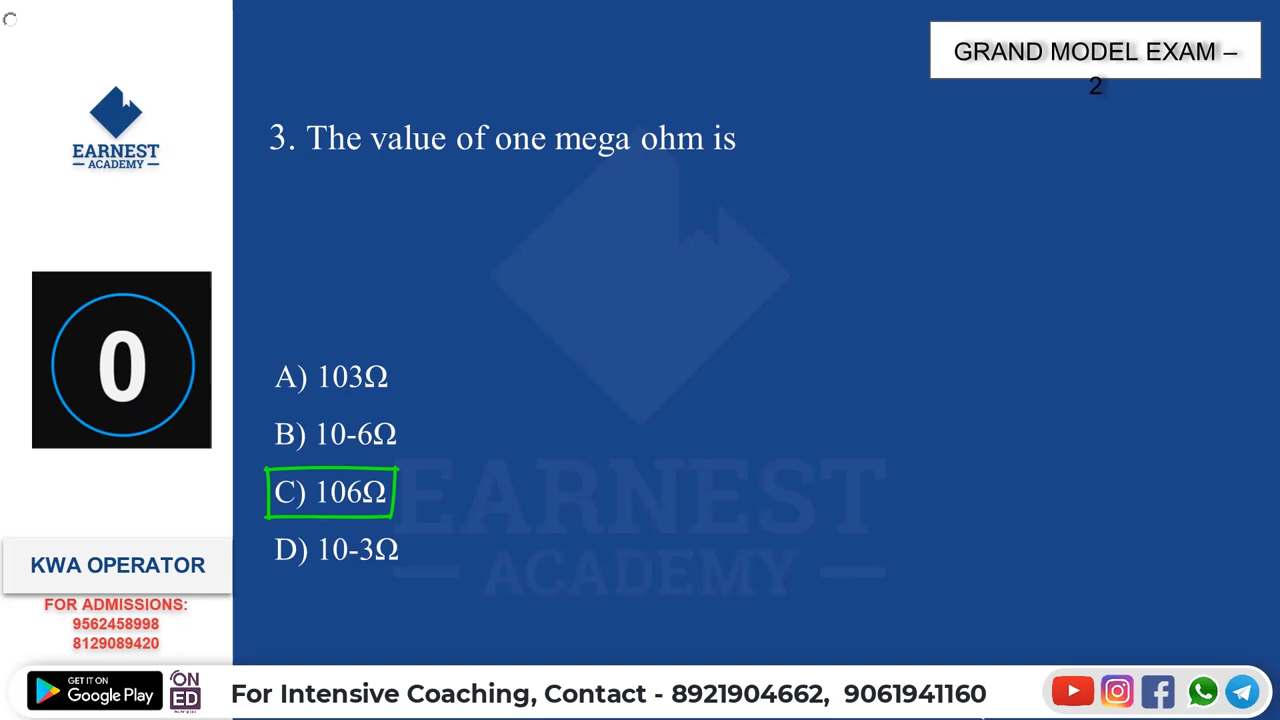 GRAND MODEL EXAM –
2
EARNEST
ACADEMY
3. The value of one mega ohm is
0
A) 103Ω
B) 10-6Ω
C) 106Ω
D) 10-3Ω
EARNEST
ACADEMY
KWA OPERATOR
FOR ADMISSIONS:
9562458998
8129089420
GET IT ON
Google Play
ON
ED
For Intensive Coaching, Contact - 8921904662, 9061941160